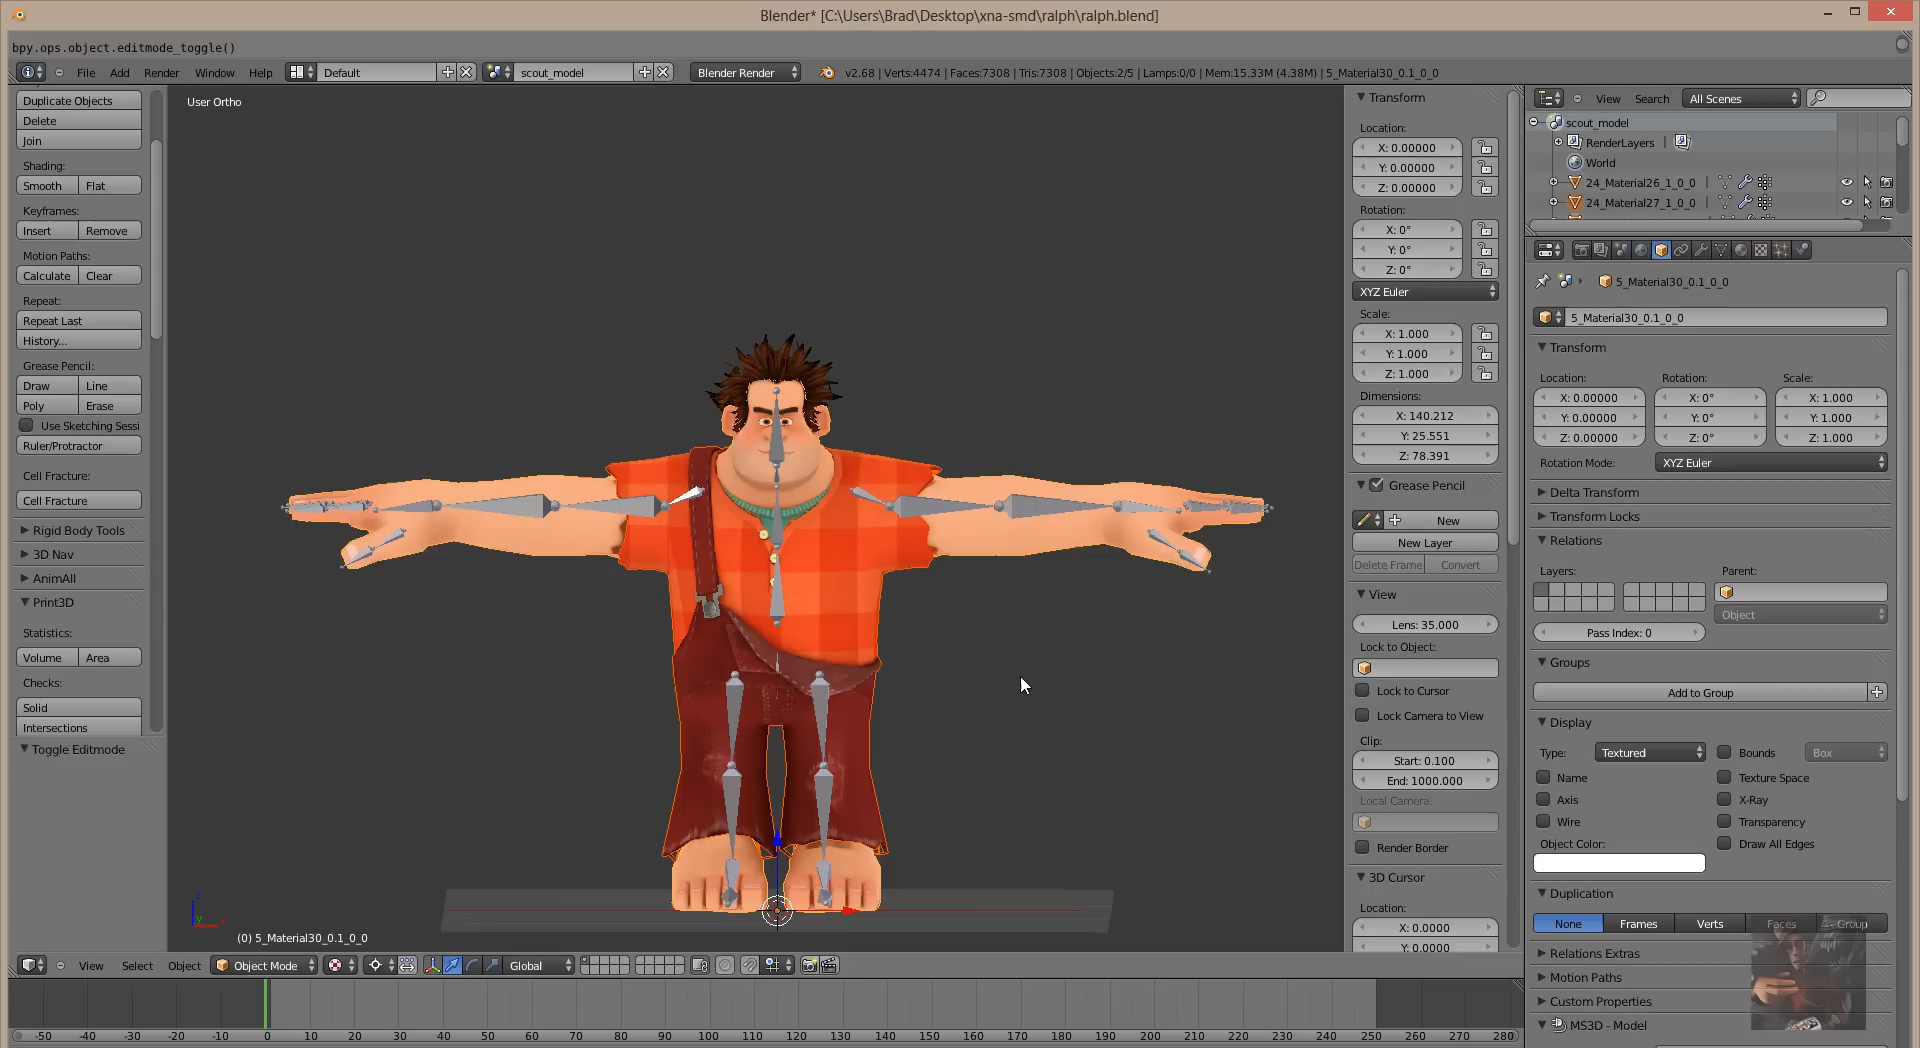 Blender* [C:\Users\Brad\Desktop\xna-smd\ralph\ralph.blend]
bpy.ops.object.editmode_toggle()
File Add Render Window Help Default scout_model Blender Render v2.68 | Verts:4474 | Faces:7308 | Tris:7308 | Objects:2/5 | Lamps:0/0 | Mem:15.33M (4.38M) | 5_Material30_0.1_0_0
Duplicate Objects
Delete
Join
Shading:
Smooth Flat
Keyframes:
Insert Remove
Motion Paths:
Calculate Clear
Repeat:
Repeat Last
History...
Grease Pencil:
Draw Line
Poly Erase
Use Sketching Sessi
Ruler/Protractor
Cell Fracture:
Cell Fracture
Rigid Body Tools
3D Nav
AnimAll
Print3D
Statistics:
Volume Area
Checks:
Solid
Intersections
Toggle Editmode
User Ortho
z
y
x
(0) 5_Material30_0.1_0_0
Transform
Location:
X: 0.00000
Y: 0.00000
Z: 0.00000
Rotation:
X: 0°
Y: 0°
Z: 0°
XYZ Euler
Scale:
X: 1.000
Y: 1.000
Z: 1.000
Dimensions:
X: 140.212
Y: 25.551
Z: 78.391
Grease Pencil
New
New Layer
Delete Frame Convert
View
Lens: 35.000
Lock to Object:
Lock to Cursor
Lock Camera to View
Clip:
Start: 0.100
End: 1000.000
Local Camera:
Render Border
3D Cursor
Location:
X: 0.0000
Y: 0.0000
View Search All Scenes
scout_model
RenderLayers |
World
24_Material26_1_0_0
24_Material27_1_0_0
5_Material30_0.1_0_0
5_Material30_0.1_0_0
Transform
Location: Rotation: Scale:
X: 0.00000 X: 0° X: 1.000
Y: 0.00000 Y: 0° Y: 1.000
Z: 0.00000 Z: 0° Z: 1.000
Rotation Mode: XYZ Euler
Delta Transform
Transform Locks
Relations
Layers: Parent:
Object
Pass Index: 0
Groups
Add to Group
Display
Type: Textured Bounds Box
Name Texture Space
Axis X-Ray
Wire Transparency
Object Color: Draw All Edges
Duplication
None Frames Verts Faces Group
Relations Extras
Motion Paths
Custom Properties
MS3D - Model
View Select Object Object Mode Global
-50 -40 -30 -20 -10 0 10 20 30 40 50 60 70 80 90 100 110 120 130 140 150 160 170 180 190 200 210 220 230 240 250 260 270 280